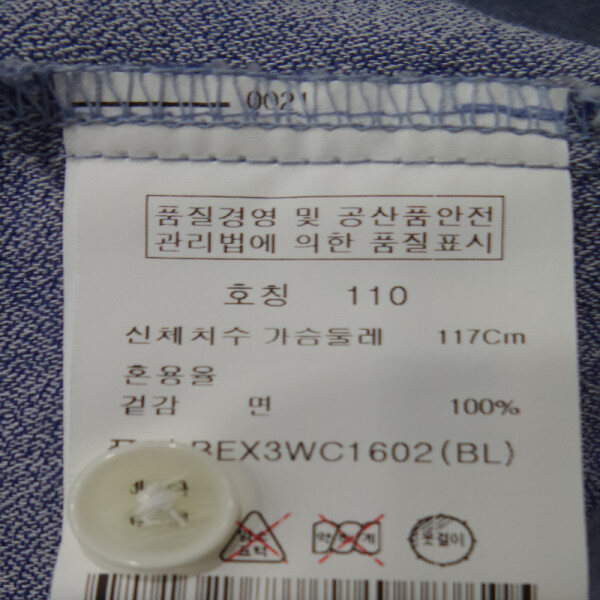 0021
품질경영 및 공산품안전
관리법에 의한 품질표시
호칭 110
신체치수 가슴둘레 117Cm
혼용율
겉감 면 100%
BEX3WC1602(BL)
옷걸이